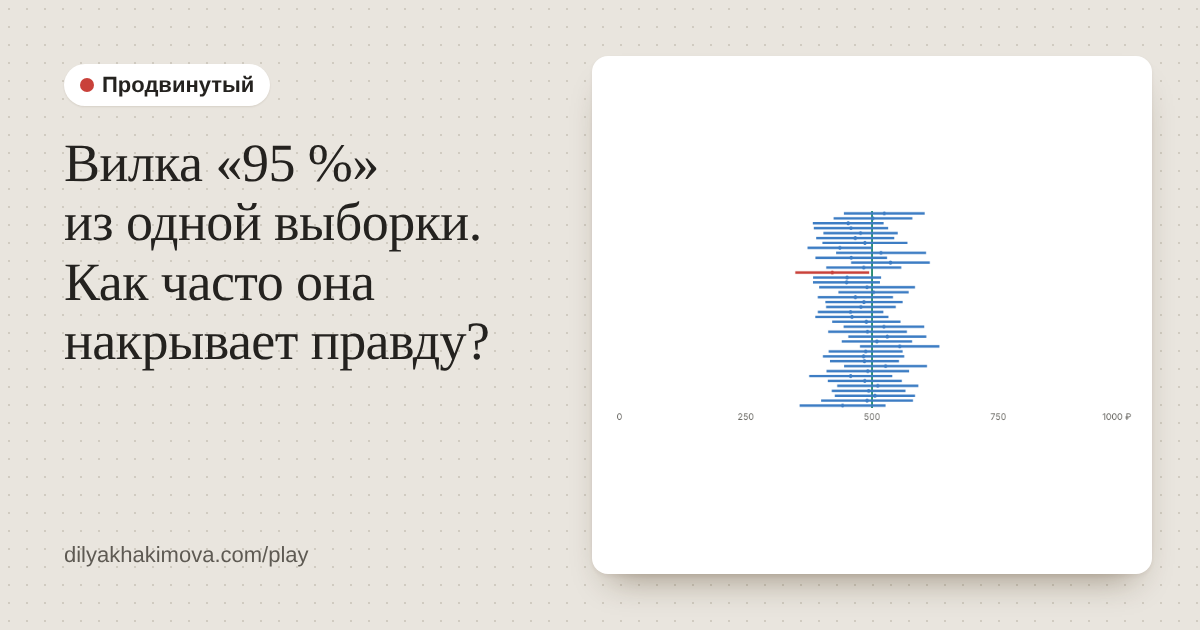 Продвинутый
Вилка «95 %»
из одной выборки.
Как часто она
накрывает правду?
dilyakhakimova.com/play
0 250 500 750 1000 ₽